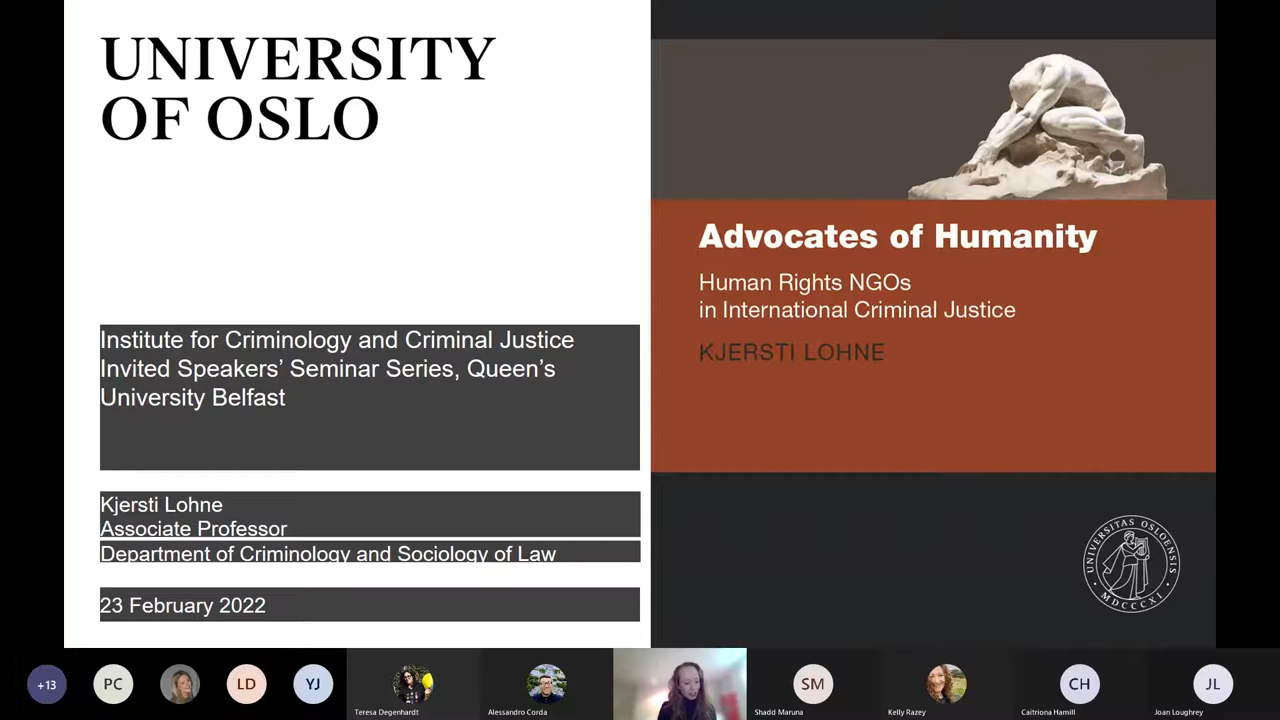 UNIVERSITY
OF OSLO
Institute for Criminology and Criminal Justice
Invited Speakers’ Seminar Series, Queen’s
University Belfast
Kjersti Lohne
Associate Professor
Department of Criminology and Sociology of Law
23 February 2022
Advocates of Humanity
Human Rights NGOs
in International Criminal Justice
KJERSTI LOHNE
UNIVERSITAS OSLOENSIS
MDCCCXI
+13
PC
LD
YJ
Teresa Degenhardt
Alessandro Corda
SM
Shadd Maruna
Kelly Razey
CH
Caitriona Hamill
JL
Joan Loughrey